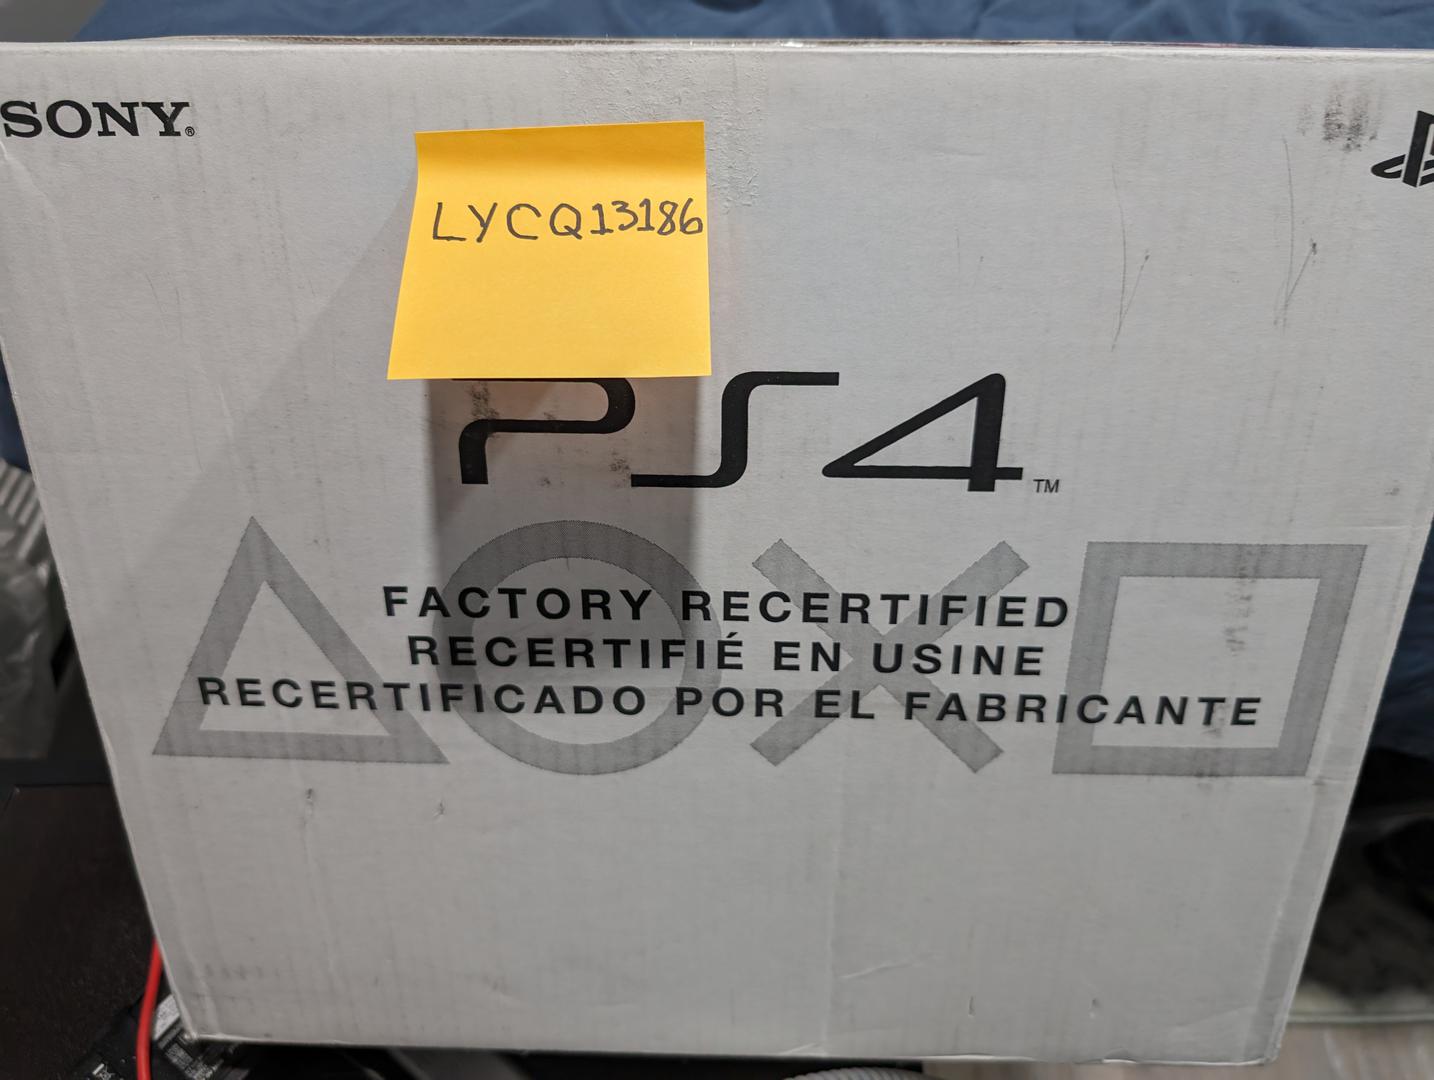 SONY®
LYCQ13186
PS4™
FACTORY RECERTIFIED
RECERTIFIÉ EN USINE
RECERTIFICADO POR EL FABRICANTE